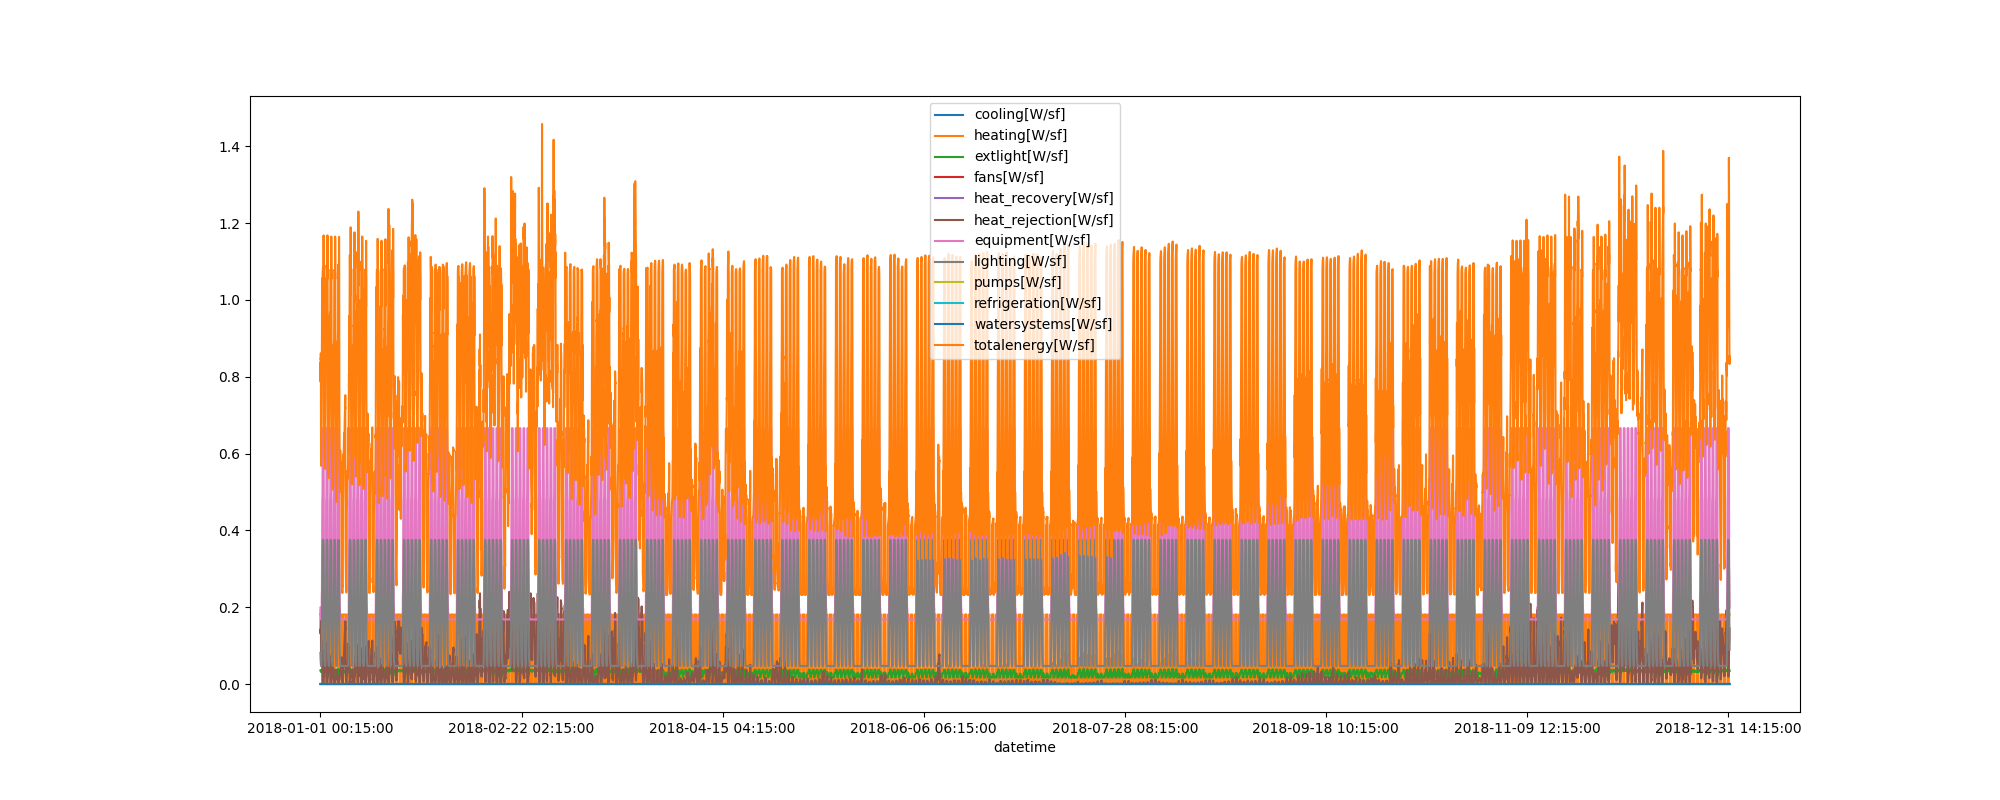 cooling[W/sf]
heating[W/sf]
extlight[W/sf]
fans[W/sf]
heat_recovery[W/sf]
heat_rejection[W/sf]
equipment[W/sf]
lighting[W/sf]
pumps[W/sf]
refrigeration[W/sf]
watersystems[W/sf]
totalenergy[W/sf]
1.4
1.2
1.0
0.8
0.6
0.4
0.2
0.0
2018-01-01 00:15:00 2018-02-22 02:15:00 2018-04-15 04:15:00 2018-06-06 06:15:00 2018-07-28 08:15:00 2018-09-18 10:15:00 2018-11-09 12:15:00 2018-12-31 14:15:00
datetime